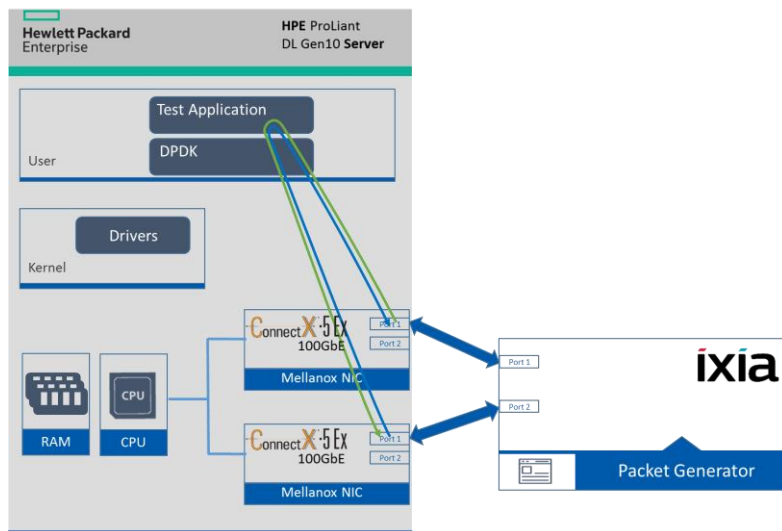 Hewlett Packard
Enterprise
HPE ProLiant
DL Gen10 Server
Test Application
DPDK
User
Drivers
Kernel
ConnectX·5 Ex
100GbE
Port 1
Port 2
Mellanox NIC
RAM
CPU
CPU
ConnectX·5 Ex
100GbE
Port 1
Port 2
Mellanox NIC
Port 1
Port 2
ixia
Packet Generator